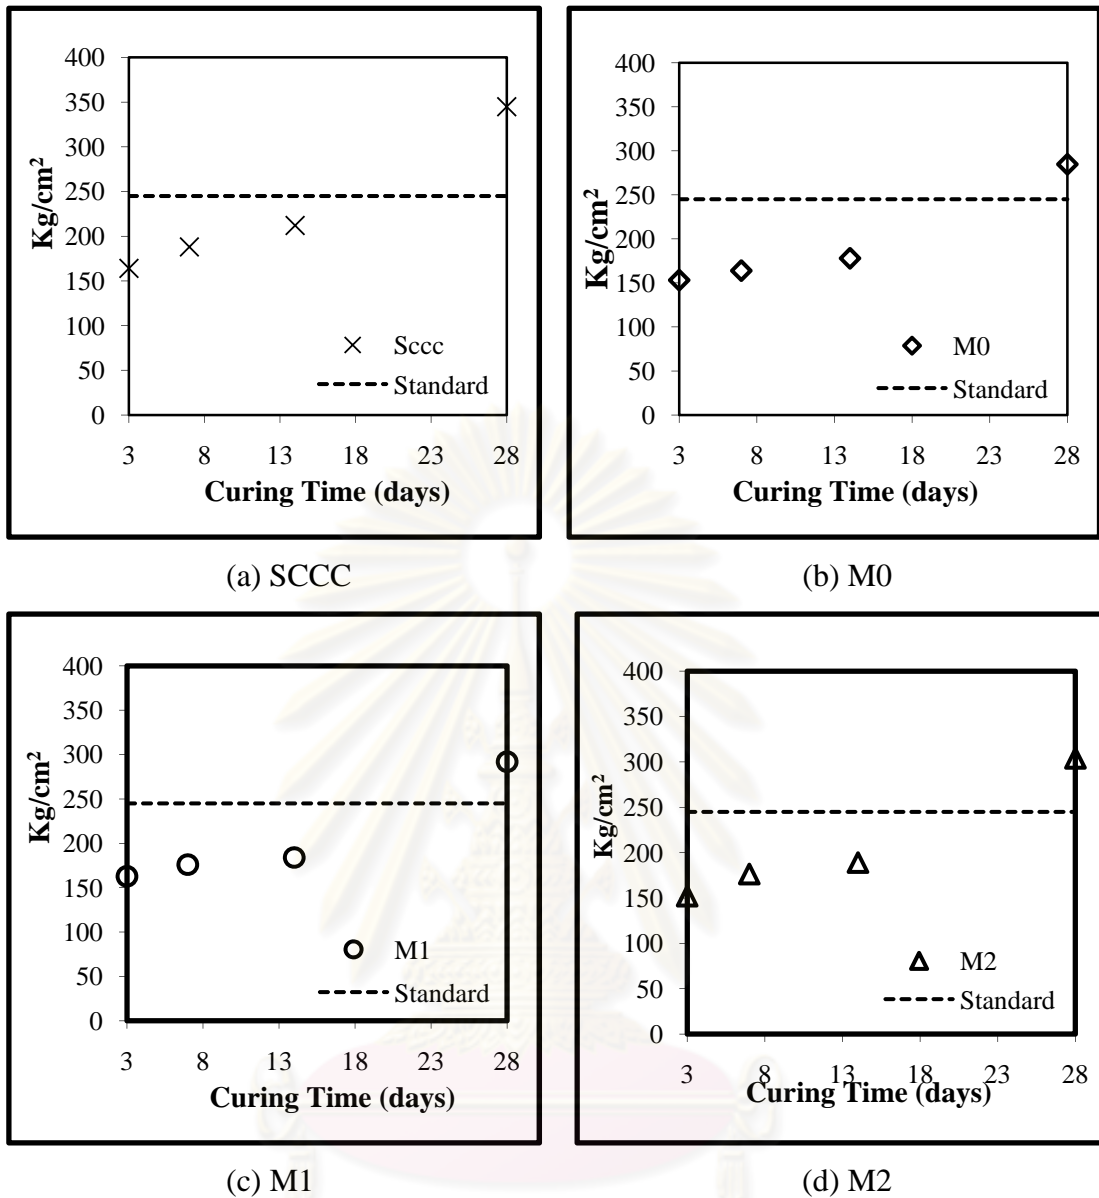 400
350
300
250
200
150
100
50
0
Kg/cm²
Sccc
Standard
3 8 13 18 23 28
Curing Time (days)
(a) SCCC
400
350
300
250
200
150
100
50
0
Kg/cm²
M0
Standard
3 8 13 18 23 28
Curing Time (days)
(b) M0
400
350
300
250
200
150
100
50
0
Kg/cm²
M1
Standard
3 8 13 18 23 28
Curing Time (days)
(c) M1
400
350
300
250
200
150
100
50
0
Kg/cm²
M2
Standard
3 8 13 18 23 28
Curing Time (days)
(d) M2